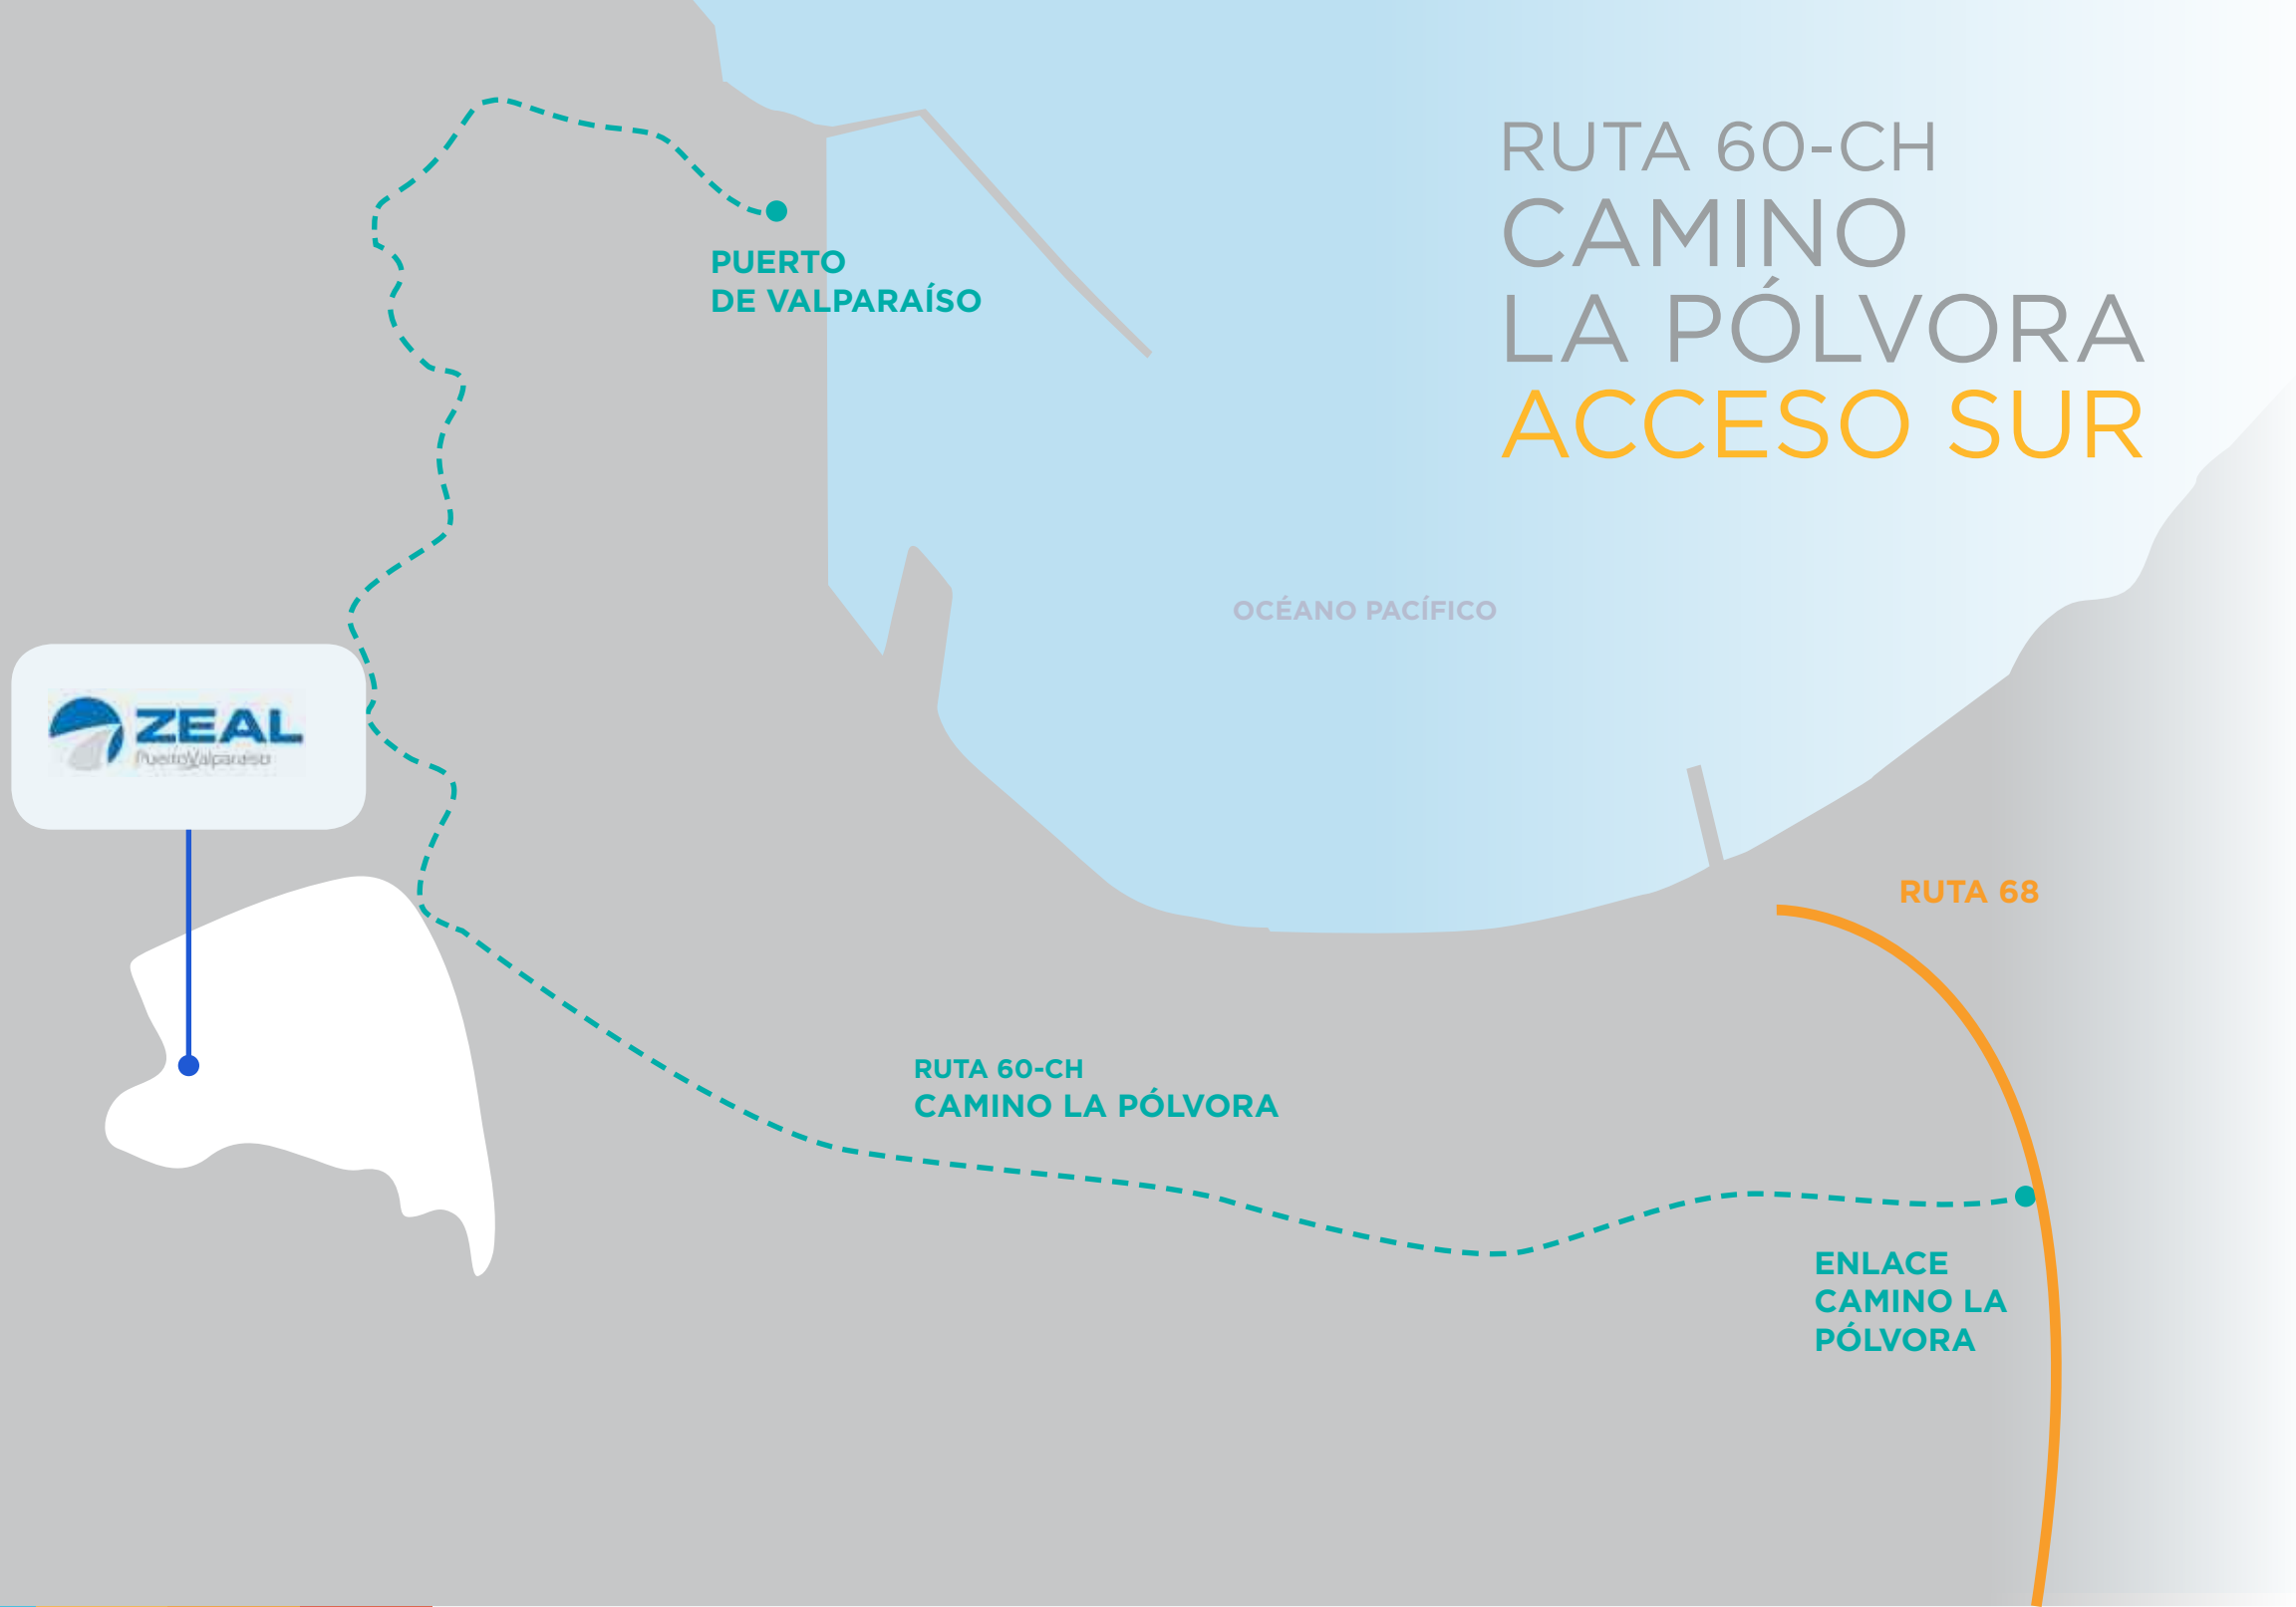 RUTA 60-CH
CAMINO
LA PÓLVORA
ACCESO SUR
PUERTO
DE VALPARAÍSO
OCÉANO PACÍFICO
ZEAL
PuertoValparaíso
RUTA 68
RUTA 60-CH
CAMINO LA PÓLVORA
ENLACE
CAMINO LA
PÓLVORA